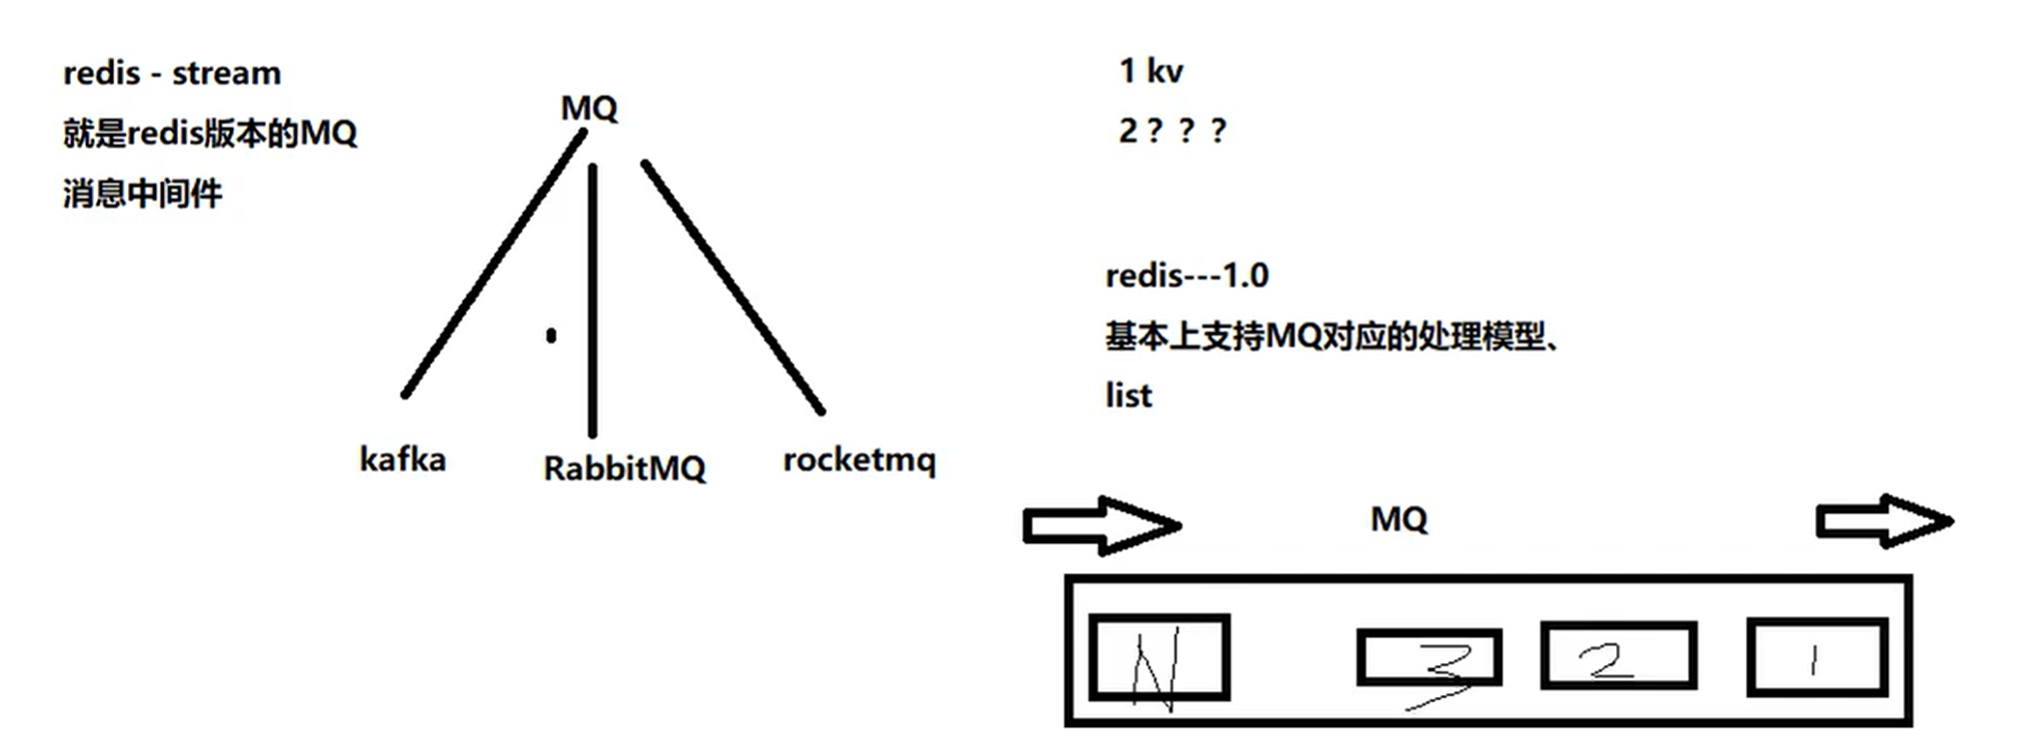 redis - stream
就是redis版本的MQ
消息中间件
MQ
kafka
RabbitMQ
rocketmq
1 kv
2？？？
redis---1.0
基本上支持MQ对应的处理模型、
list
MQ
N
3
2
1